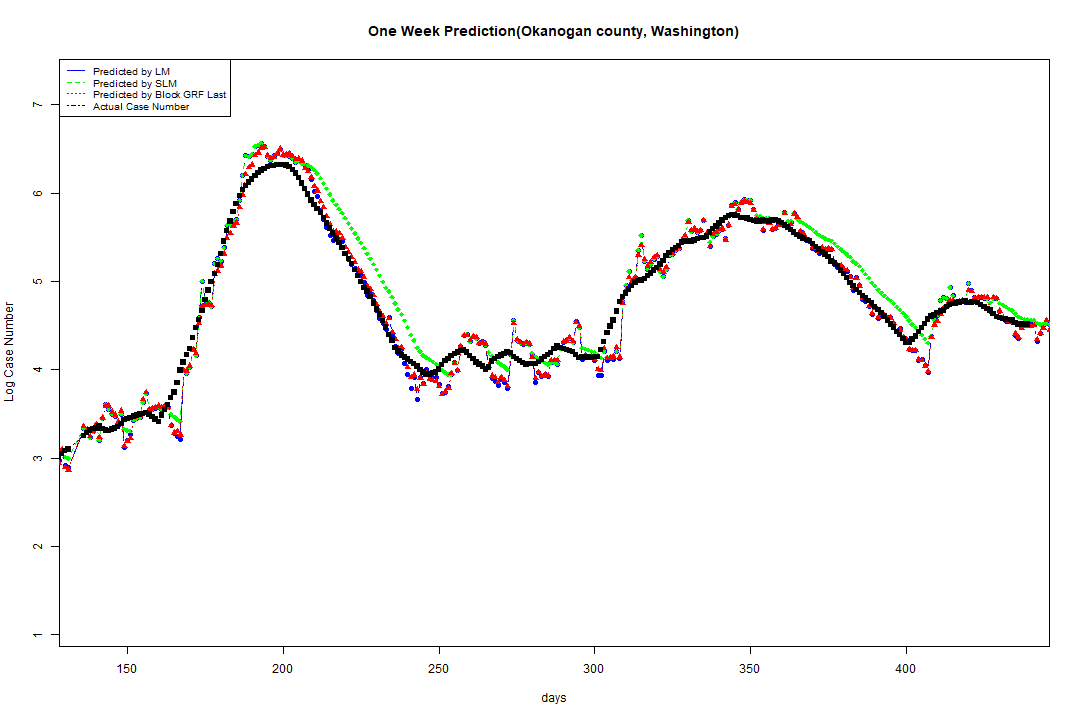 One Week Prediction(Okanogan county, Washington)
Predicted by LM
Predicted by SLM
Predicted by Block GRF Last
Actual Case Number
7
6
5
4
3
2
1
Log Case Number
150 200 250 300 350 400
days